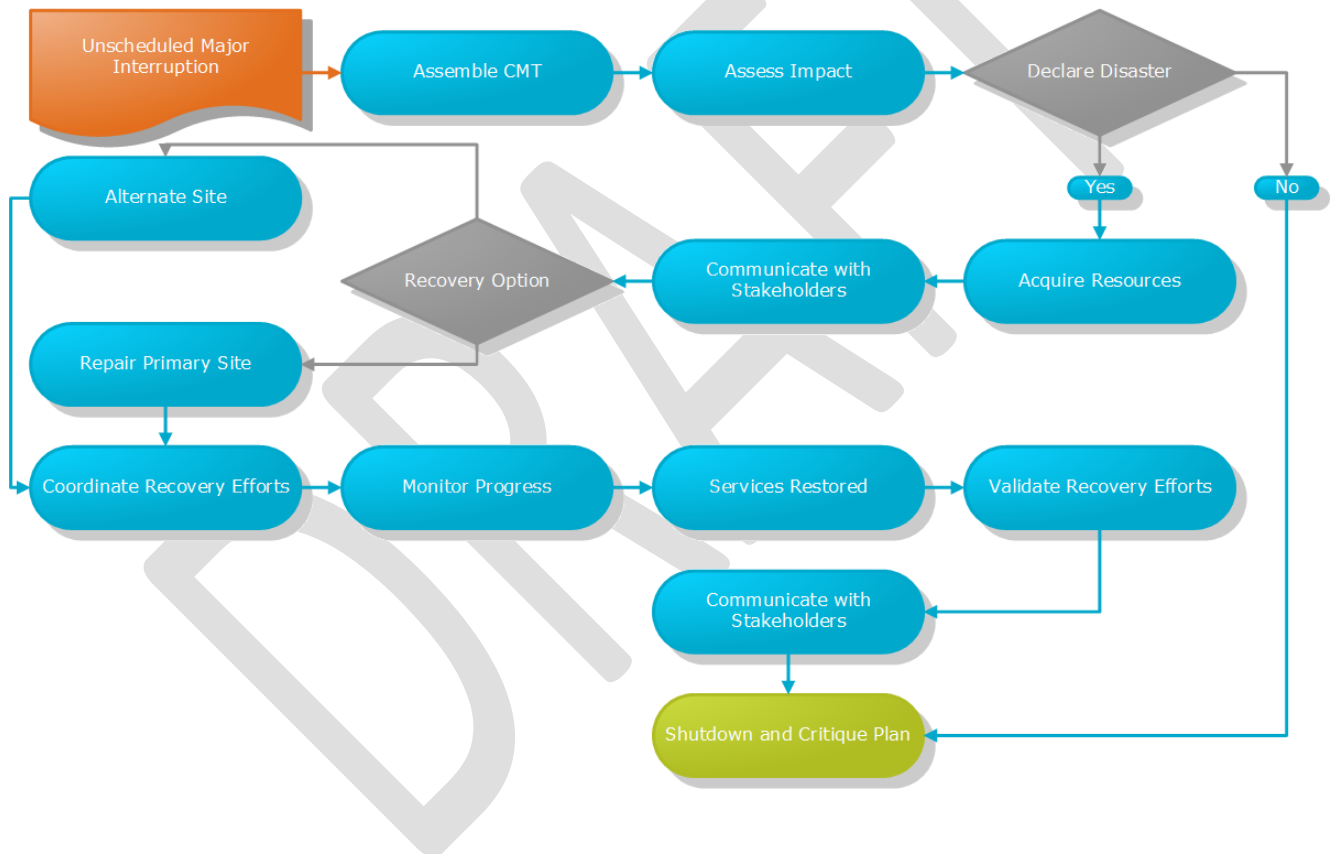 Unscheduled Major
Interruption
Assemble CMT
Assess Impact
Declare Disaster
Yes
No
Alternate Site
Recovery Option
Communicate with
Stakeholders
Acquire Resources
Repair Primary Site
Coordinate Recovery Efforts
Monitor Progress
Services Restored
Validate Recovery Efforts
Communicate with
Stakeholders
Shutdown and Critique Plan
DRAFT